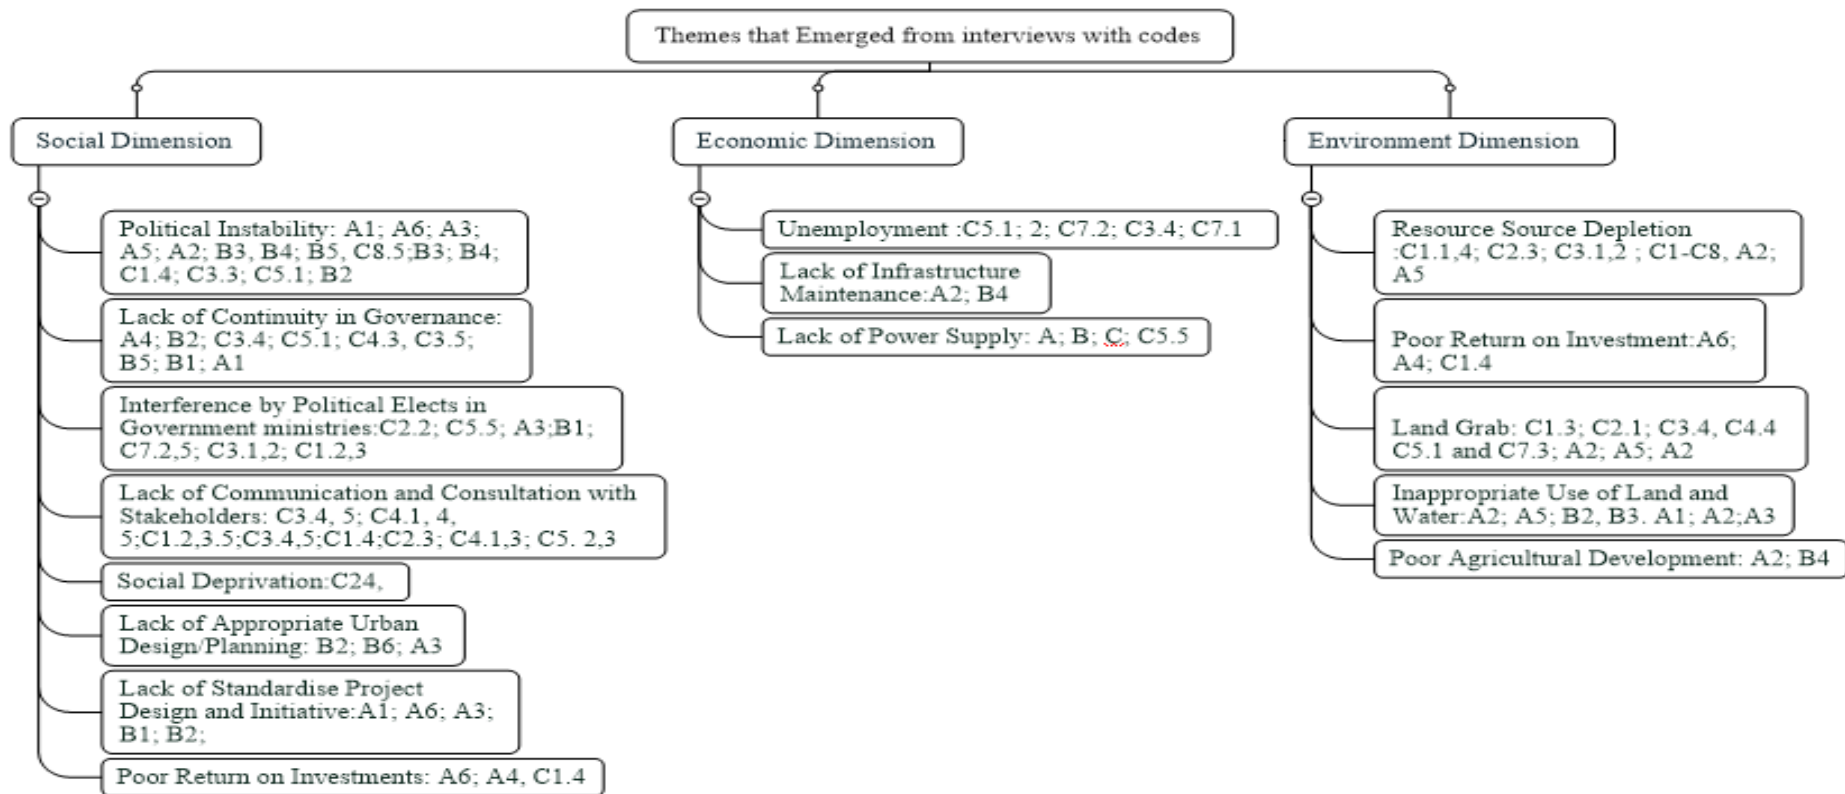 Themes that Emerged from interviews with codes
Social Dimension
Political Instability: A1; A6; A3;
A5; A2; B3, B4; B5, C8.5;B3; B4;
C1.4; C3.3; C5.1; B2
Lack of Continuity in Governance:
A4; B2; C3.4; C5.1; C4.3, C3.5;
B5; B1; A1
Interference by Political Elects in
Government ministries:C2.2; C5.5; A3;B1;
C7.2,5; C3.1,2; C1.2,3
Lack of Communication and Consultation with
Stakeholders: C3.4, 5; C4.1, 4,
5;C1.2,3.5;C3.4,5;C1.4;C2.3; C4.1,3; C5. 2,3
Social Deprivation:C24,
Lack of Appropriate Urban
Design/Planning: B2; B6; A3
Lack of Standardise Project
Design and Initiative:A1; A6; A3;
B1; B2;
Poor Return on Investments: A6; A4, C1.4
Economic Dimension
Unemployment :C5.1; 2; C7.2; C3.4; C7.1
Lack of Infrastructure
Maintenance:A2; B4
Lack of Power Supply: A; B; C; C5.5
Environment Dimension
Resource Source Depletion
:C1.1,4; C2.3; C3.1,2 ; C1-C8, A2;
A5
Poor Return on Investment:A6;
A4; C1.4
Land Grab: C1.3; C2.1; C3.4, C4.4
C5.1 and C7.3; A2; A5; A2
Inappropriate Use of Land and
Water:A2; A5; B2, B3. A1; A2;A3
Poor Agricultural Development: A2; B4